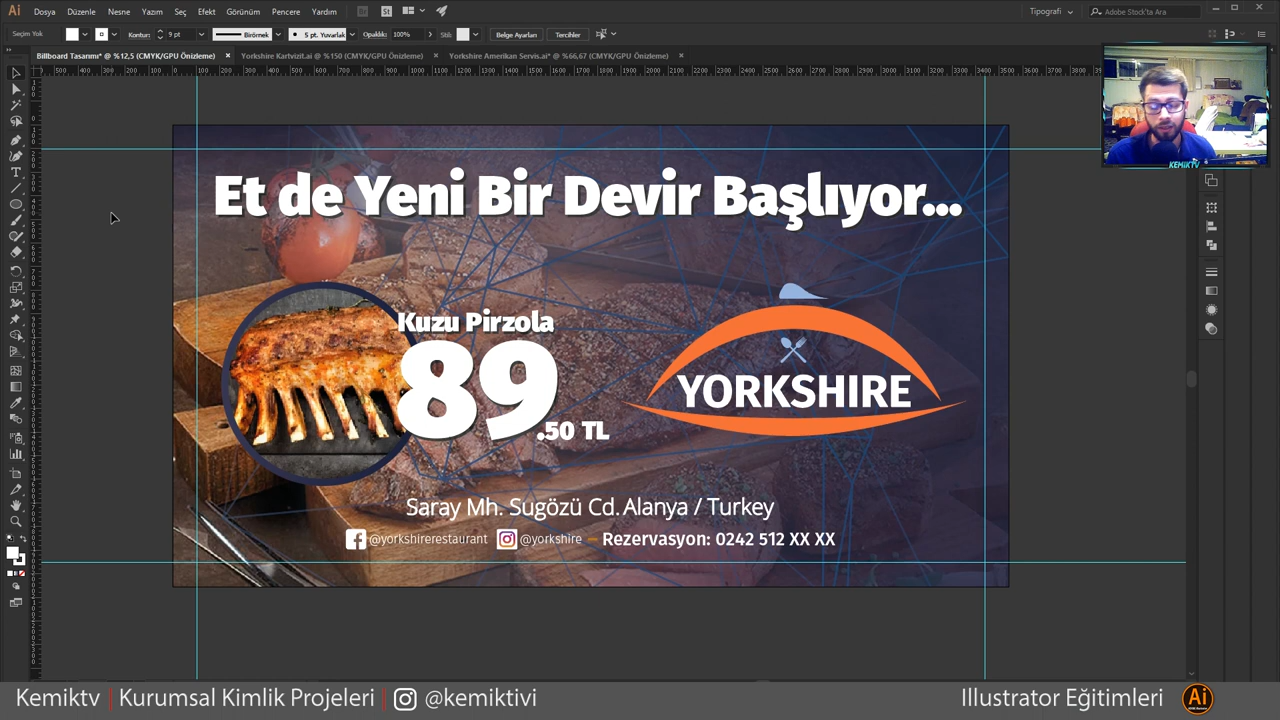 Ai Dosya Düzenle Nesne Yazım Seç Efekt Görünüm Pencere Yardım Br St Tipografi Adobe Stock'ta Ara
Seçim Yok Kontur: 9 pt Birörnek 5 pt. Yuvarlak Opaklık: 100% Stil: Belge Ayarları Tercihler
Billboard Tasarımı* @ %12,5 (CMYK/GPU Önizleme) × Yorkshire Kartvizit.ai @ %150 (CMYK/GPU Önizleme) × Yorkshire Amerikan Servis.ai* @ %66,67 (CMYK/GPU Önizleme) ×
KEMiKTV
Et de Yeni Bir Devir Başlıyor...
Kuzu Pirzola
89
.50 TL
YORKSHIRE
Saray Mh. Sugözü Cd. Alanya / Turkey
@yorkshirerestaurant @yorkshire – Rezervasyon: 0242 512 XX XX
Kemiktv | Kurumsal Kimlik Projeleri | @kemiktivi Illustrator Eğitimleri Ai